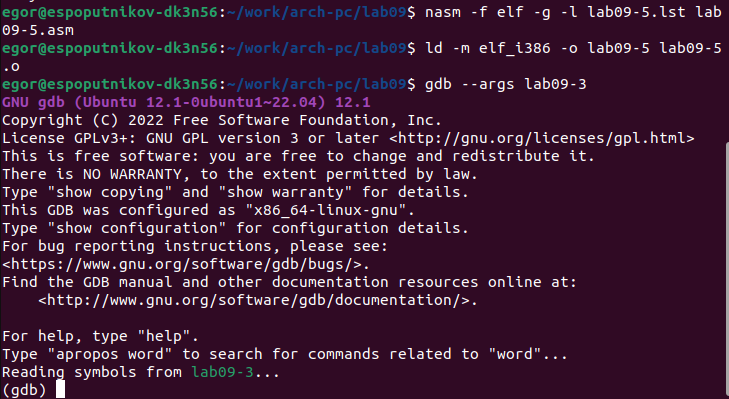 egor@espoputnikov-dk3n56:~/work/arch-pc/lab09$ nasm -f elf -g -l lab09-5.lst lab
09-5.asm
egor@espoputnikov-dk3n56:~/work/arch-pc/lab09$ ld -m elf_i386 -o lab09-5 lab09-5
.o
egor@espoputnikov-dk3n56:~/work/arch-pc/lab09$ gdb --args lab09-3
GNU gdb (Ubuntu 12.1-0ubuntu1~22.04) 12.1
Copyright (C) 2022 Free Software Foundation, Inc.
License GPLv3+: GNU GPL version 3 or later <http://gnu.org/licenses/gpl.html>
This is free software: you are free to change and redistribute it.
There is NO WARRANTY, to the extent permitted by law.
Type "show copying" and "show warranty" for details.
This GDB was configured as "x86_64-linux-gnu".
Type "show configuration" for configuration details.
For bug reporting instructions, please see:
<https://www.gnu.org/software/gdb/bugs/>.
Find the GDB manual and other documentation resources online at:
    <http://www.gnu.org/software/gdb/documentation/>.

For help, type "help".
Type "apropos word" to search for commands related to "word"...
Reading symbols from lab09-3...
(gdb)